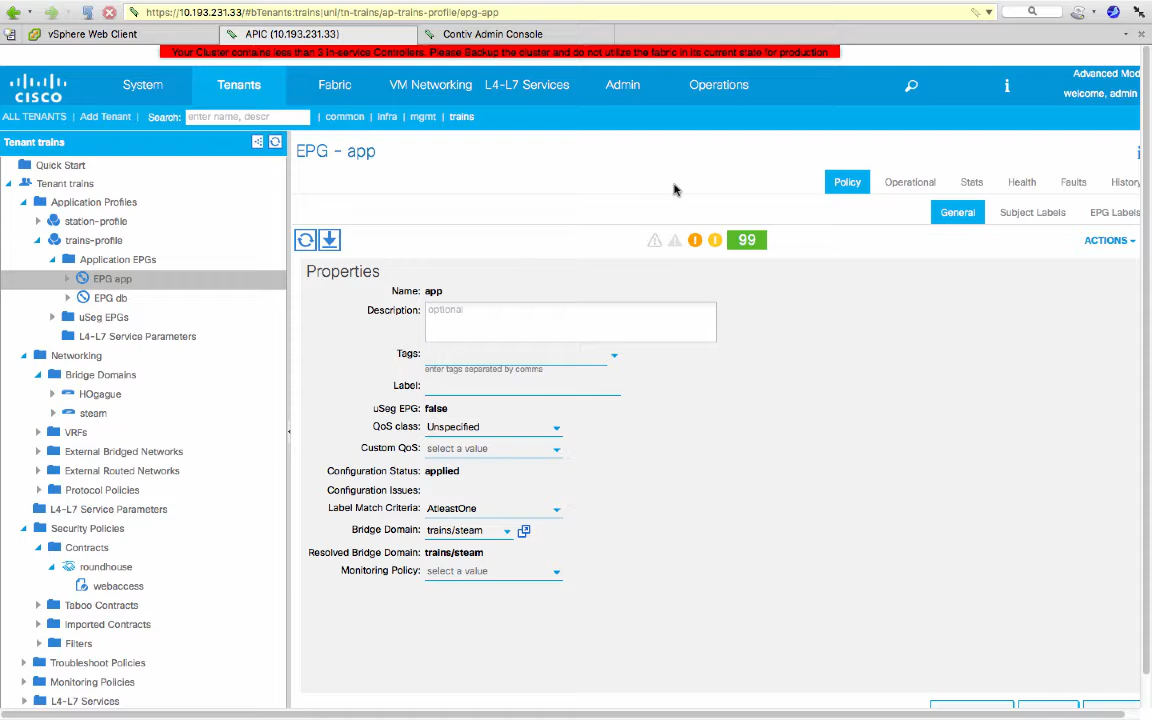 https://10.193.231.33/#bTenants:trains|uni/tn-trains/ap-trains-profile/epg-app
vSphere Web Client
APIC (10.193.231.33)
Contiv Admin Console
Your Cluster contains less than 3 in-service Controllers. Please Backup the cluster and do not utilize the fabric in its current state for production.
CISCO
System
Tenants
Fabric
VM Networking
L4-L7 Services
Admin
Operations
i
Advanced Mod
welcome, admin
ALL TENANTS | Add Tenant | Search: enter name, descr | common | infra | mgmt | trains
Tenant trains
Quick Start
Tenant trains
Application Profiles
station-profile
trains-profile
Application EPGs
EPG app
EPG db
uSeg EPGs
L4-L7 Service Parameters
Networking
Bridge Domains
HOgague
steam
VRFs
External Bridged Networks
External Routed Networks
Protocol Policies
L4-L7 Service Parameters
Security Policies
Contracts
roundhouse
webaccess
Taboo Contracts
Imported Contracts
Filters
Troubleshoot Policies
Monitoring Policies
L4-L7 Services
EPG - app
i
Policy
Operational
Stats
Health
Faults
History
General
Subject Labels
EPG Labels
99
ACTIONS
Properties
Name: app
Description: optional
Tags:
enter tags separated by comms
Label:
uSeg EPG: false
QoS class: Unspecified
Custom QoS: select a value
Configuration Status: applied
Configuration Issues:
Label Match Criteria: AtleastOne
Bridge Domain: trains/steam
Resolved Bridge Domain: trains/steam
Monitoring Policy: select a value